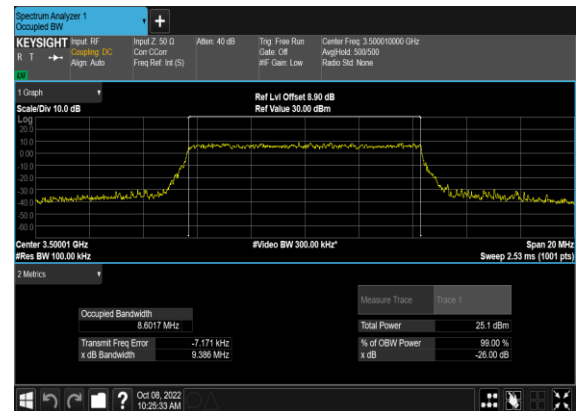 Spectrum Analyzer 1
Occupied BW
KEYSIGHT Input: RF Input Z: 50 Ω Atten: 40 dB Trig: Free Run Center Freq: 3.500010000 GHz
R T Coupling: DC Corr CCorr Gate: Off Avg|Hold: 500/500
Align: Auto Freq Ref: Int (S) #IF Gain: Low Radio Std: None
LW
1 Graph
Ref Lvl Offset 8.90 dB
Scale/Div 10.0 dB Ref Value 30.00 dBm
Log
20.0
10.0
0.00
-10.0
-20.0
-30.0
-40.0
-50.0
-60.0
Center 3.50001 GHz #Video BW 300.00 kHz* Span 20 MHz
#Res BW 100.00 kHz Sweep 2.53 ms (1001 pts)
2 Metrics
Measure Trace Trace 1
Occupied Bandwidth
8.6017 MHz Total Power 25.1 dBm
Transmit Freq Error -7.171 kHz % of OBW Power 99.00 %
x dB Bandwidth 9.386 MHz x dB -26.00 dB
? Oct 08, 2022
10:25:33 AM